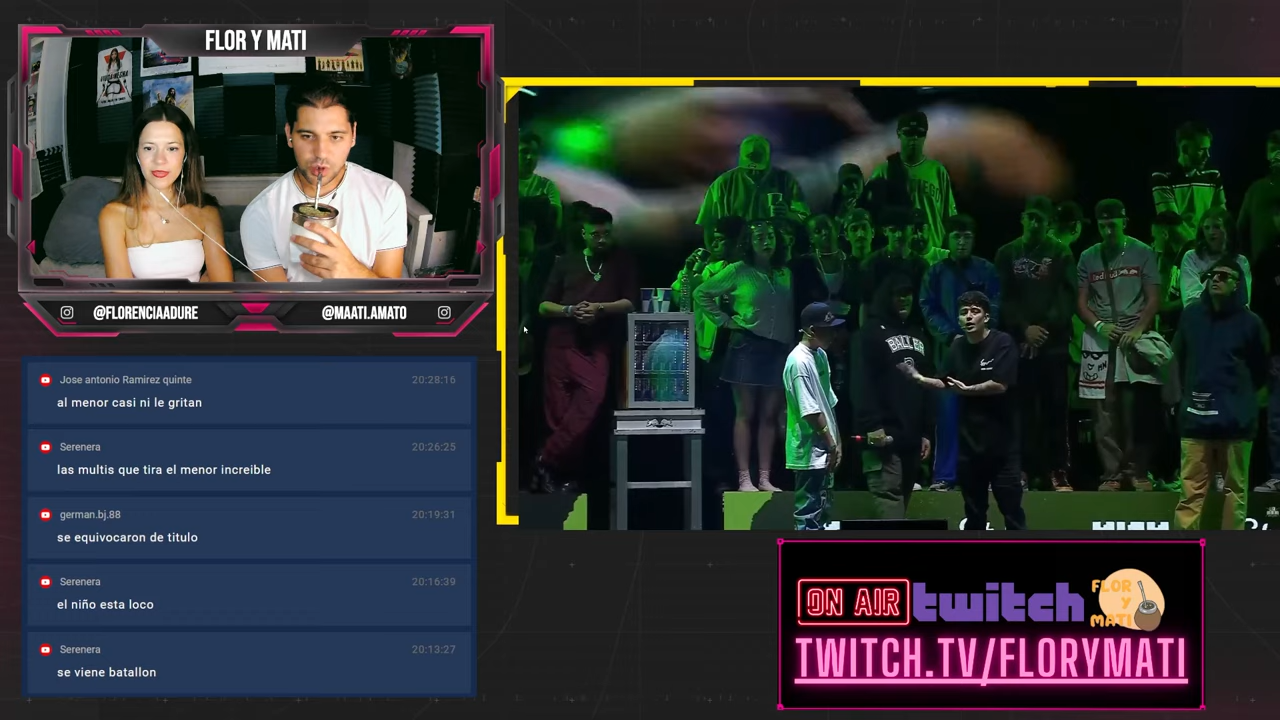 FLOR Y MATI
@FLORENCIAADURE
@MAATI.AMATO
Jose antonio Ramirez quinte
20:28:16
al menor casi ni le gritan
Serenera
20:26:25
las multis que tira el menor increible
german.bj.88
20:19:31
se equivocaron de titulo
Serenera
20:16:39
el niño esta loco
Serenera
20:13:27
se viene batallon
BALLER
Red Bull
ON AIR
twitch
FLOR
Y
MATI
TWITCH.TV/FLORYMATI